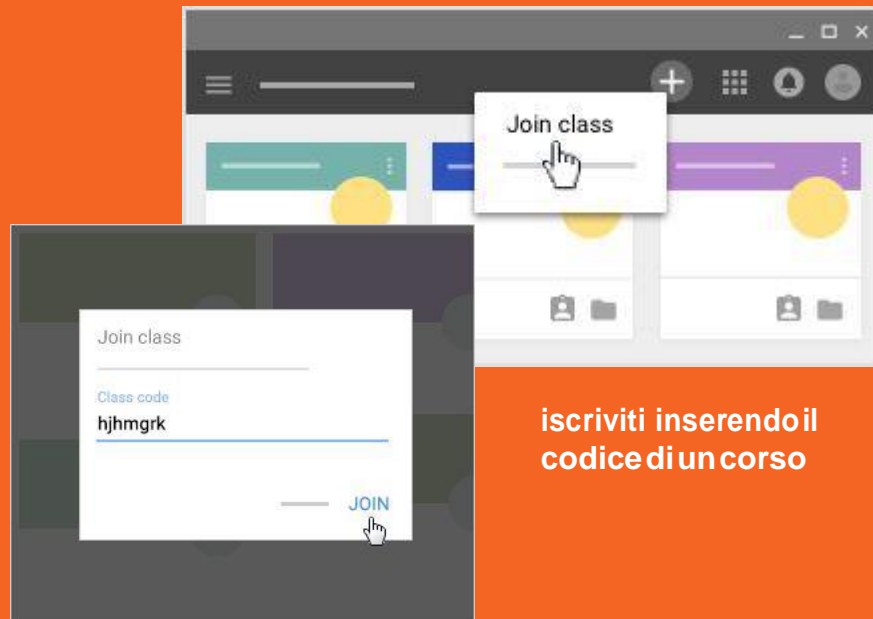 Join class
Join class
Class code
hjhmgrk
JOIN
iscriviti inserendo il
codice di un corso